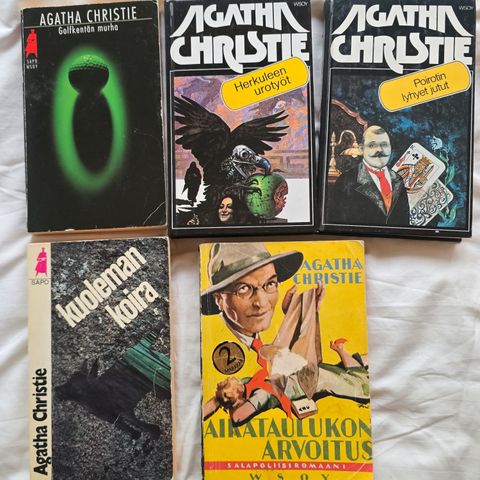 AGATHA CHRISTIE
Golfkentän murha
SAPO
WSOY
WSOY
AGATHA
CHRISTIE
Herkuleen
urotyöt
WSOY
AGATHA
CHRISTIE
Poirotin
lyhyet jutut
SAPO
kuoleman
koira
Agatha Christie
AGATHA
CHRISTIE
2
AIKATAULUKON
ARVOITUS
SALAPOLIISIROMAANI
WSOY